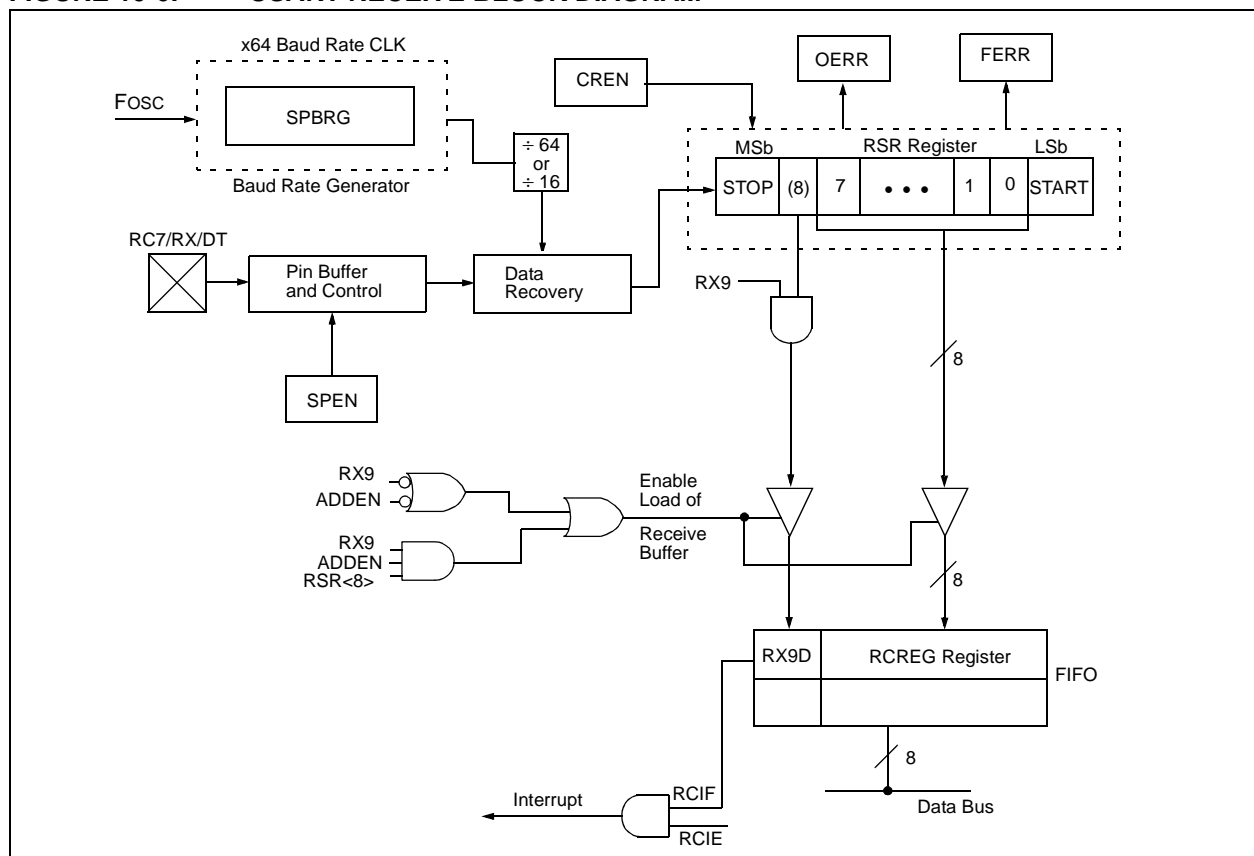 x64 Baud Rate CLK
FOSC
SPBRG
Baud Rate Generator
÷ 64
or
÷ 16
CREN
OERR
FERR
MSb
RSR Register
LSb
STOP
(8)
7
• • •
1
0
START
RC7/RX/DT
Pin Buffer
and Control
Data
Recovery
SPEN
RX9
8
RX9
ADDEN
RX9
ADDEN
RSR<8>
Enable
Load of
Receive
Buffer
8
RX9D
RCREG Register
FIFO
8
Data Bus
Interrupt
RCIF
RCIE